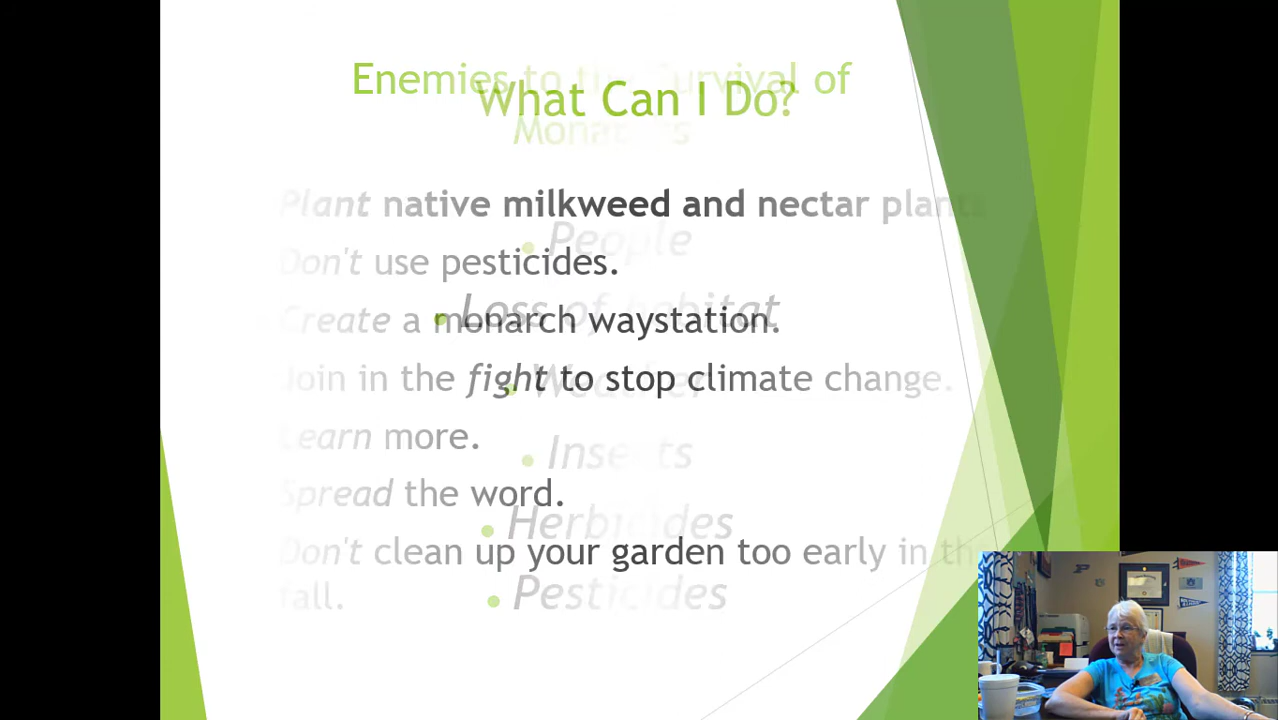 Enemies to the Survival of
Monarchs
What Can I Do?
Plant native milkweed and nectar plants
• People
Don't use pesticides.
• Loss of habitat
Create a monarch waystation.
Join in the fight to stop climate change.
• Weather
Learn more.
• Insects
Spread the word.
• Herbicides
Don't clean up your garden too early in the
fall.
• Pesticides